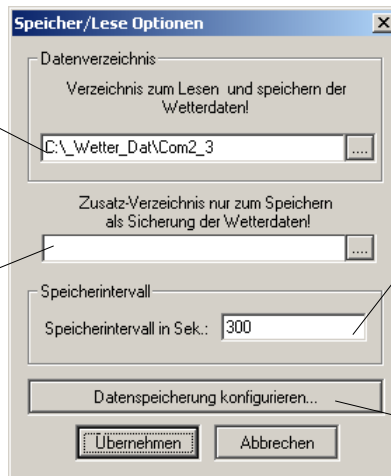 Speicher/Lese Optionen
Datenverzeichnis
Verzeichnis zum Lesen und speichern der
Wetterdaten!
C:\_Wetter_Dat\Com2_3
....
Zusatz-Verzeichnis nur zum Speichern
als Sicherung der Wetterdaten!
....
Speicherintervall
Speicherintervall in Sek.: 300
Datenspeicherung konfigurieren...
Übernehmen Abbrechen